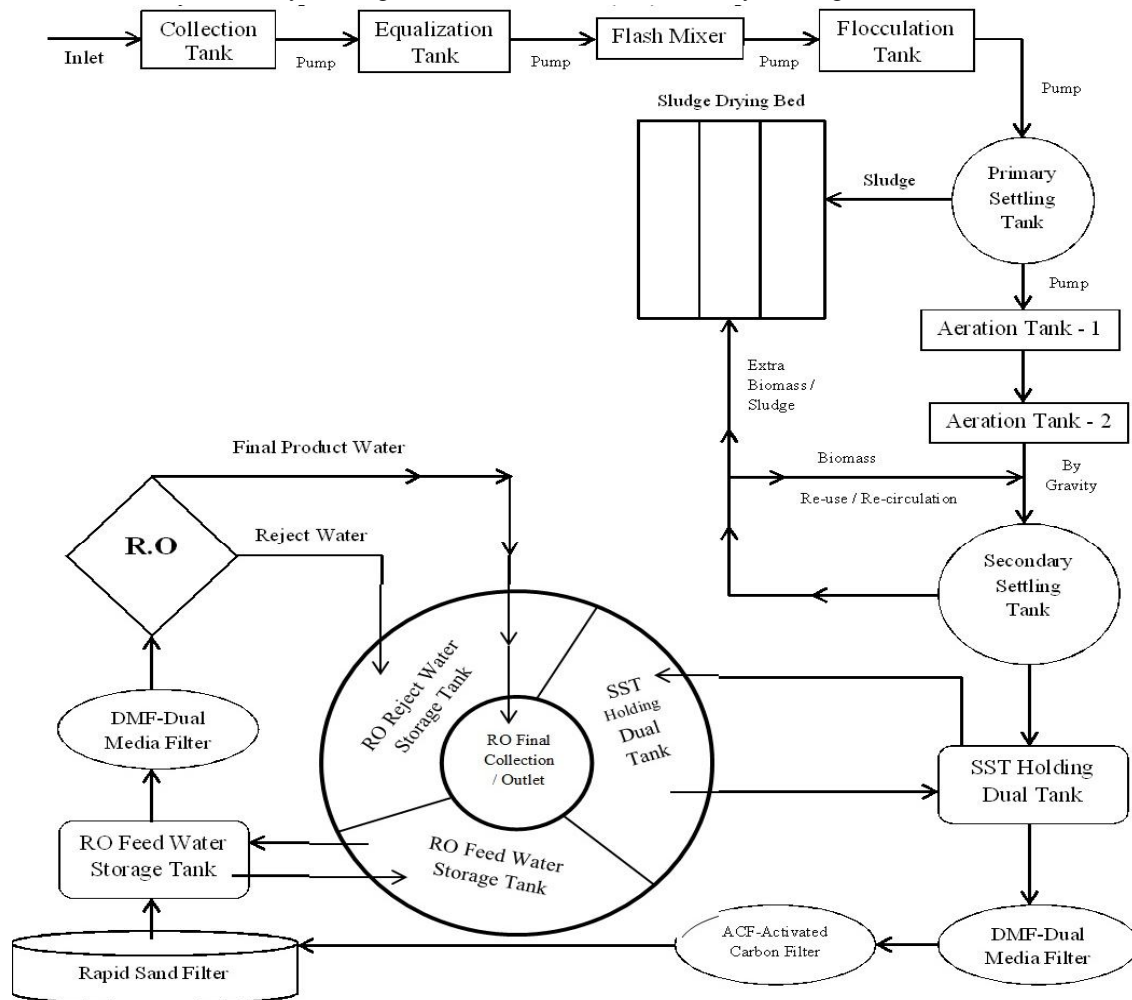 Inlet
Collection
Tank
Pump
Equalization
Tank
Pump
Flash Mixer
Pump
Flocculation
Tank
Pump
Sludge Drying Bed
Sludge
Primary
Settling
Tank
Pump
Aeration Tank - 1
Extra
Biomass /
Sludge
Aeration Tank - 2
Biomass
Re-use / Re-circulation
By
Gravity
Final Product Water
R.O
Reject Water
Secondary
Settling
Tank
RO Reject Water
Storage Tank
SST
Holding
Dual
Tank
RO Final
Collection
/ Outlet
DMF-Dual
Media Filter
SST Holding
Dual Tank
RO Feed Water
Storage Tank
RO Feed Water
Storage Tank
ACF-Activated
Carbon Filter
DMF-Dual
Media Filter
Rapid Sand Filter